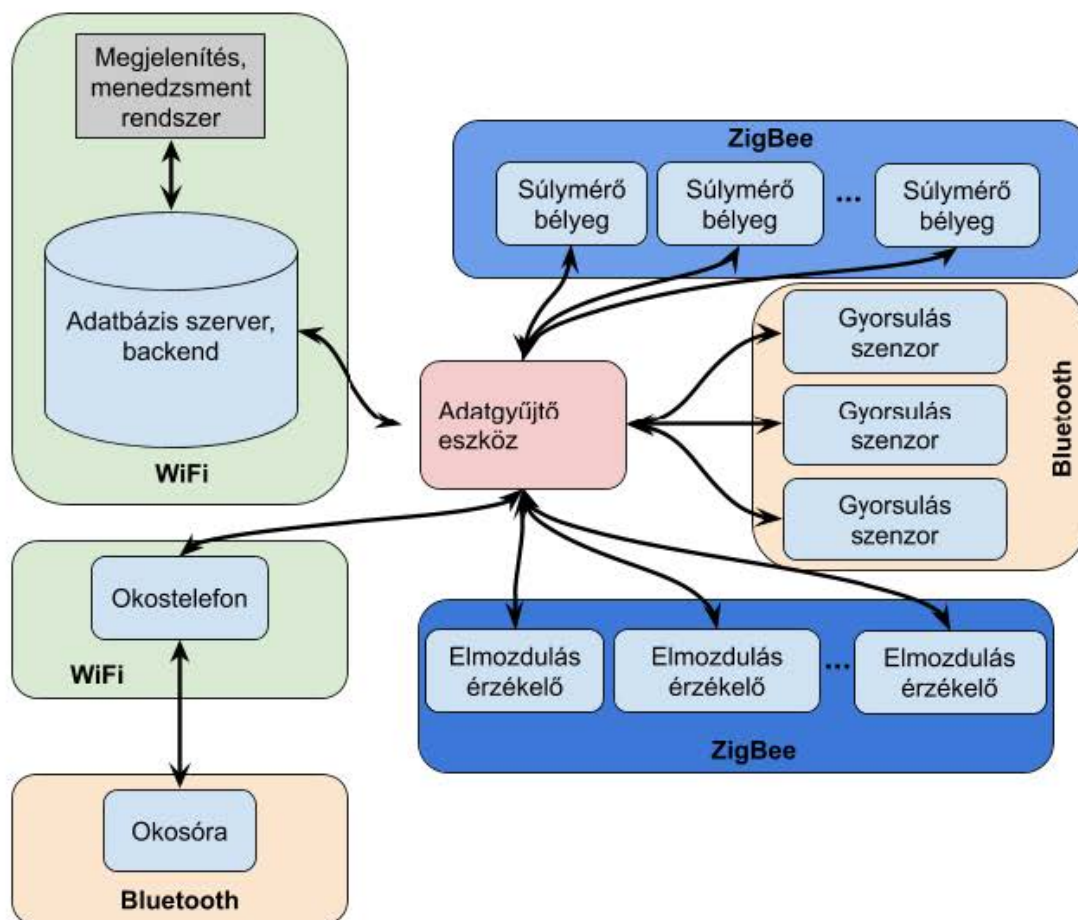 Megjelenítés,
menedzsment
rendszer
Adatbázis szerver,
backend
WiFi
ZigBee
Súlymérő
bélyeg
Súlymérő
bélyeg
...
Súlymérő
bélyeg
Adatgyűjtő
eszköz
Gyorsulás
szenzor
Gyorsulás
szenzor
Gyorsulás
szenzor
Bluetooth
Okostelefon
WiFi
Elmozdulás
érzékelő
Elmozdulás
érzékelő
...
Elmozdulás
érzékelő
ZigBee
Okosóra
Bluetooth